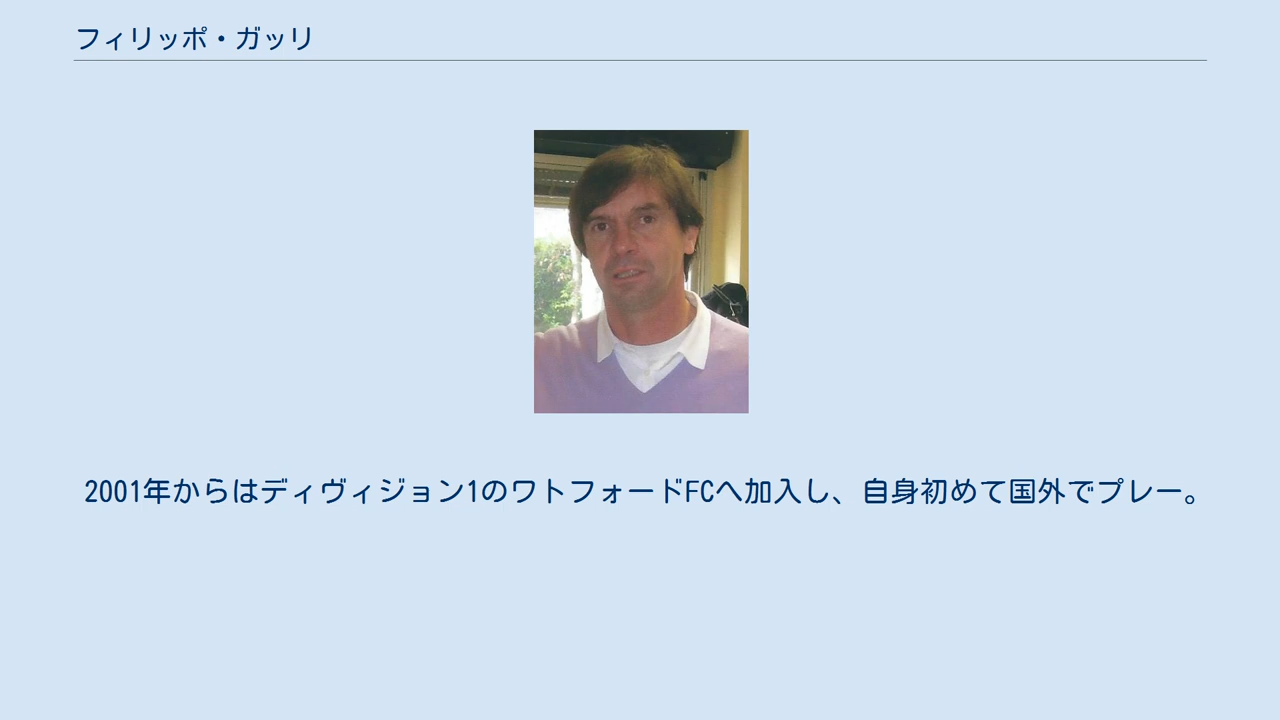 フィリッポ・ガッリ
2001年からはディヴィジョン1のワトフォードFCへ加入し、自身初めて国外でプレー。